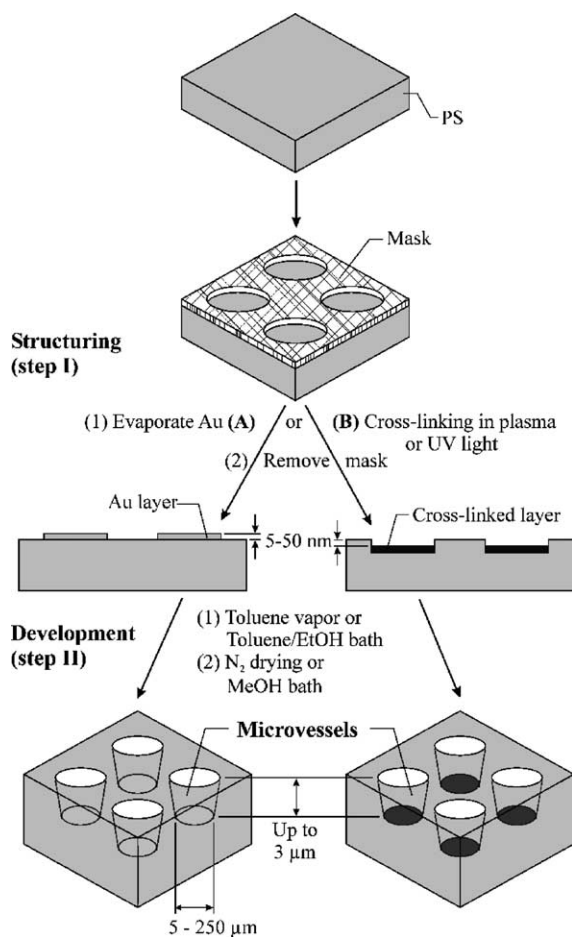 PS
Mask
Structuring
(step I)
(1) Evaporate Au (A) or (B) Cross-linking in plasma
or UV light
(2) Remove mask
Au layer
Cross-linked layer
5-50 nm
Development
(step II)
(1) Toluene vapor or
Toluene/EtOH bath
(2) N₂ drying or
MeOH bath
Microvessels
Up to
3 µm
5 - 250 µm